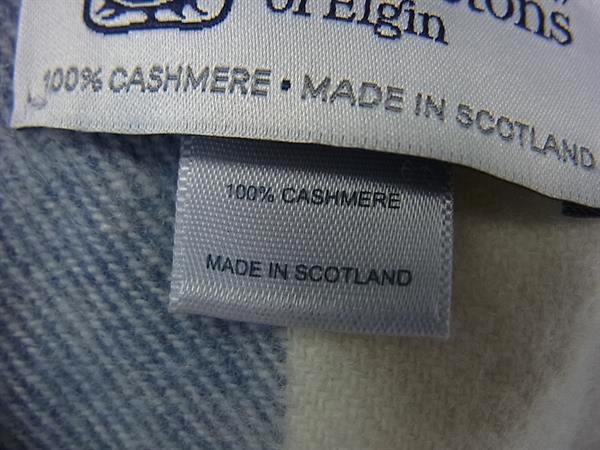 of Elgin
100% CASHMERE • MADE IN SCOTLAND
100% CASHMERE
MADE IN SCOTLAND